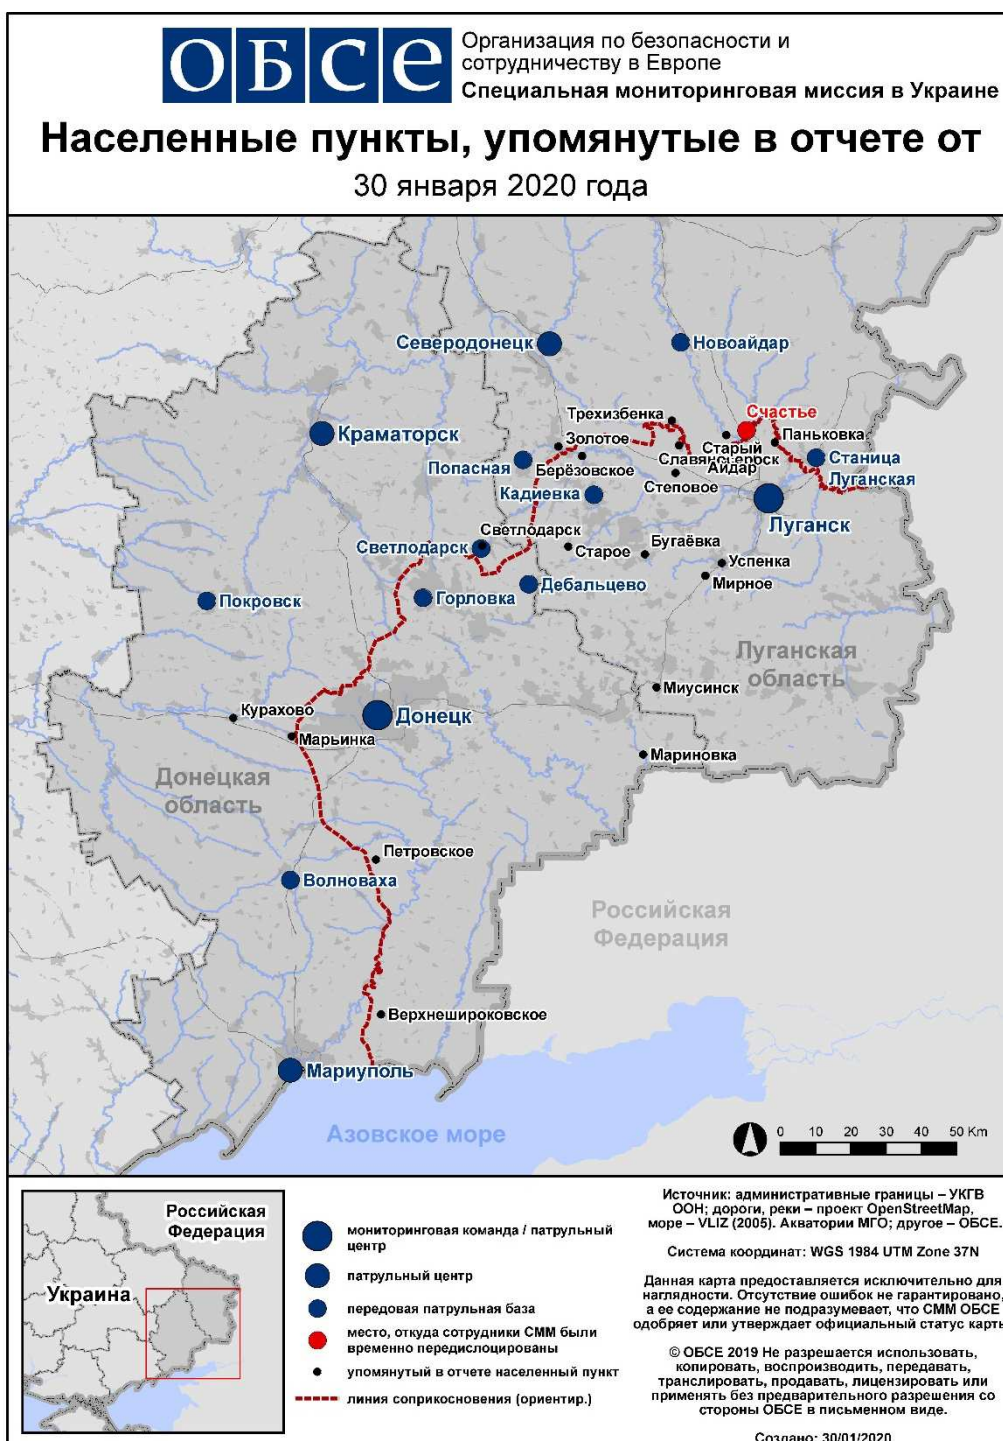 ОБСЕ
Организация по безопасности и
сотрудничеству в Европе
Специальная мониторинговая миссия в Украине
Населенные пункты, упомянутые в отчете от
30 января 2020 года
Северодонецк
Новоайдар
Трехизбенка
Счастье
Краматорск
Золотое
Старый
Айдар
Паньковка
Славяносербск
Попасная
Берёзовское
Станица
Луганская
Степовое
Кадиевка
Луганск
Светлодарск
Светлодарск
Старое
Бугаёвка
Успенка
Мирное
Дебальцево
Горловка
Покровск
Луганская
область
Миусинск
Курахово
Донецк
Марьинка
Мариновка
Донецкая
область
Петровское
Волноваха
Российская
Федерация
Верхнешироковское
Мариуполь
Азовское море
0 10 20 30 40 50 Km
Российская
Федерация
Украина
мониторинговая команда / патрульный
центр
патрульный центр
передовая патрульная база
место, откуда сотрудники СММ были
временно передислоцированы
упомянутый в отчете населенный пункт
линия соприкосновения (ориентир.)
Источник: административные границы – УКГВ
ООН; дороги, реки – проект OpenStreetMap,
море – VLIZ (2005). Акватории МГО; другое – ОБСЕ.
Система координат: WGS 1984 UTM Zone 37N
Данная карта предоставляется исключительно для
наглядности. Отсутствие ошибок не гарантировано,
а ее содержание не подразумевает, что СММ ОБСЕ
одобряет или утверждает официальный статус карты
© ОБСЕ 2019 Не разрешается использовать,
копировать, воспроизводить, передавать,
транслировать, продавать, лицензировать или
применять без предварительного разрешения со
стороны ОБСЕ в письменном виде.
Создано: 30/01/2020